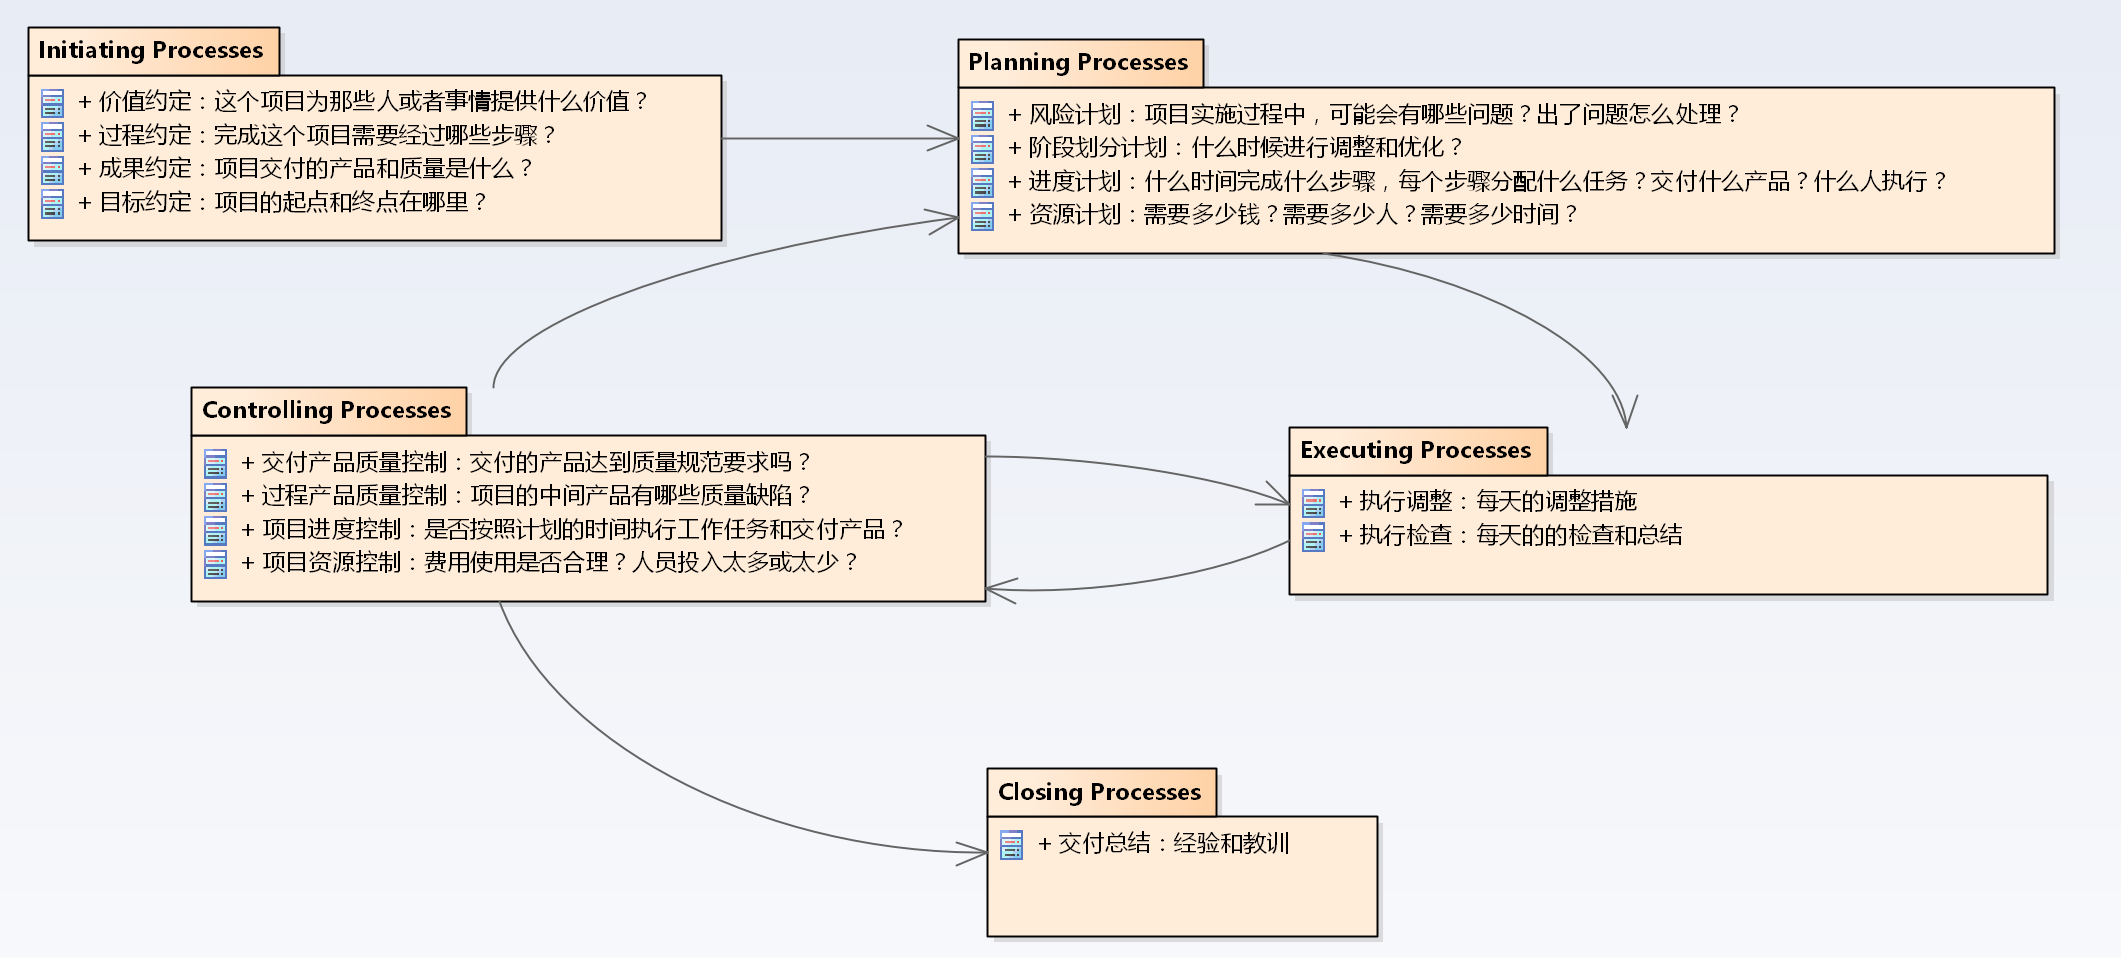 Initiating Processes
+ 价值约定：这个项目为那些人或者事情提供什么价值？
+ 过程约定：完成这个项目需要经过哪些步骤？
+ 成果约定：项目交付的产品和质量是什么？
+ 目标约定：项目的起点和终点在哪里？
Planning Processes
+ 风险计划：项目实施过程中，可能会有哪些问题？出了问题怎么处理？
+ 阶段划分计划：什么时候进行调整和优化？
+ 进度计划：什么时间完成什么步骤，每个步骤分配什么任务？交付什么产品？什么人执行？
+ 资源计划：需要多少钱？需要多少人？需要多少时间？
Controlling Processes
+ 交付产品质量控制：交付的产品达到质量规范要求吗？
+ 过程产品质量控制：项目的中间产品有哪些质量缺陷？
+ 项目进度控制：是否按照计划的时间执行工作任务和交付产品？
+ 项目资源控制：费用使用是否合理？人员投入太多或太少？
Executing Processes
+ 执行调整：每天的调整措施
+ 执行检查：每天的的检查和总结
Closing Processes
+ 交付总结：经验和教训